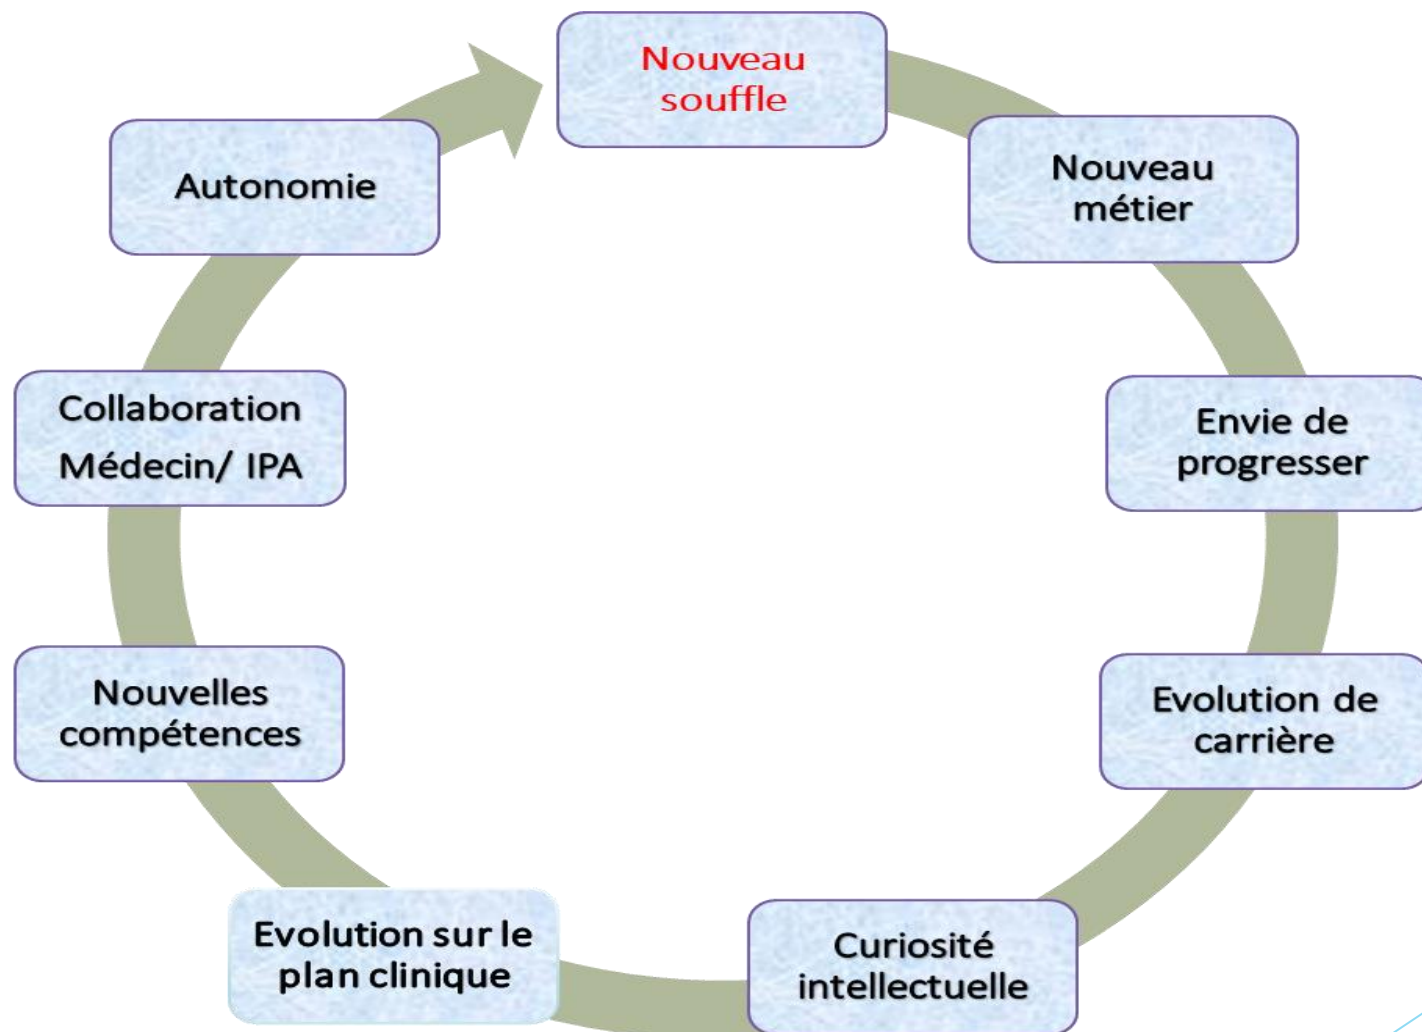 Nouveau
souffle
Nouveau
métier
Envie de
progresser
Evolution de
carrière
Curiosité
intellectuelle
Evolution sur le
plan clinique
Nouvelles
compétences
Collaboration
Médecin/ IPA
Autonomie